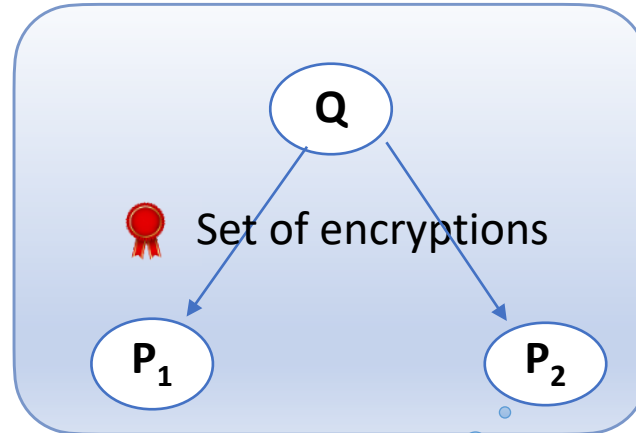 Q
Set of encryptions
P₁ P₂